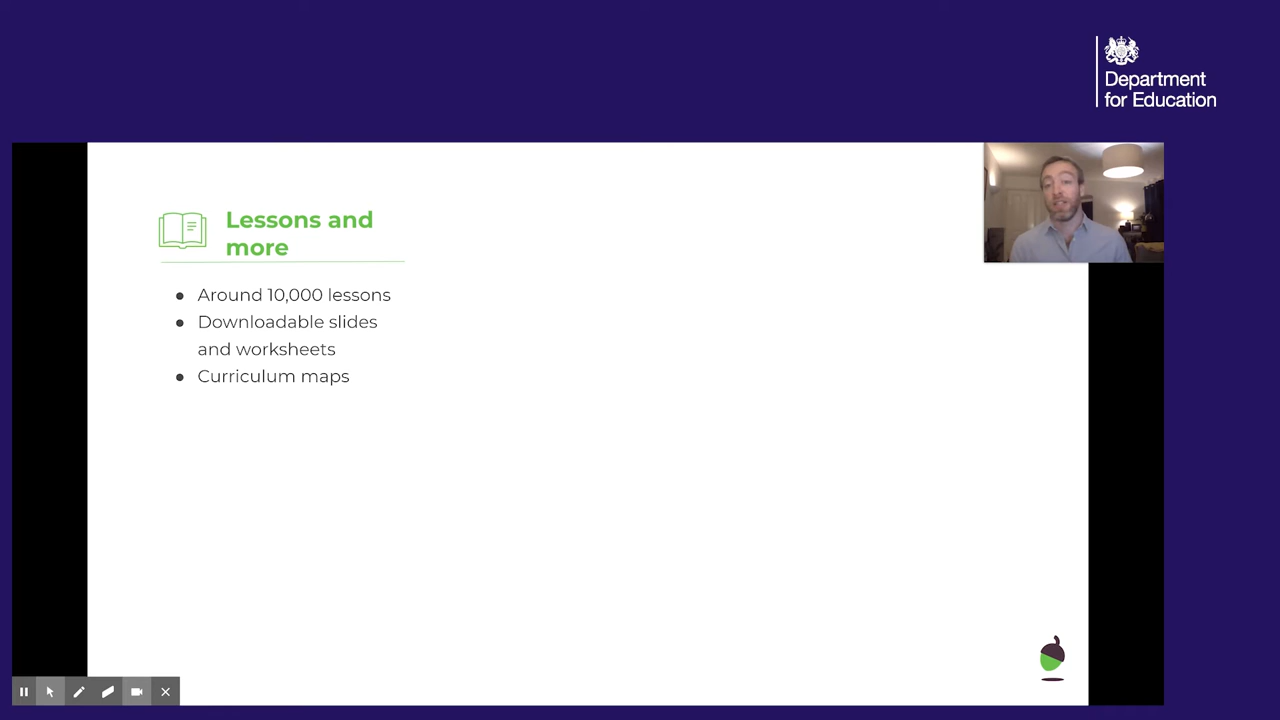 Department
for Education
Lessons and
more
● Around 10,000 lessons
● Downloadable slides
and worksheets
● Curriculum maps